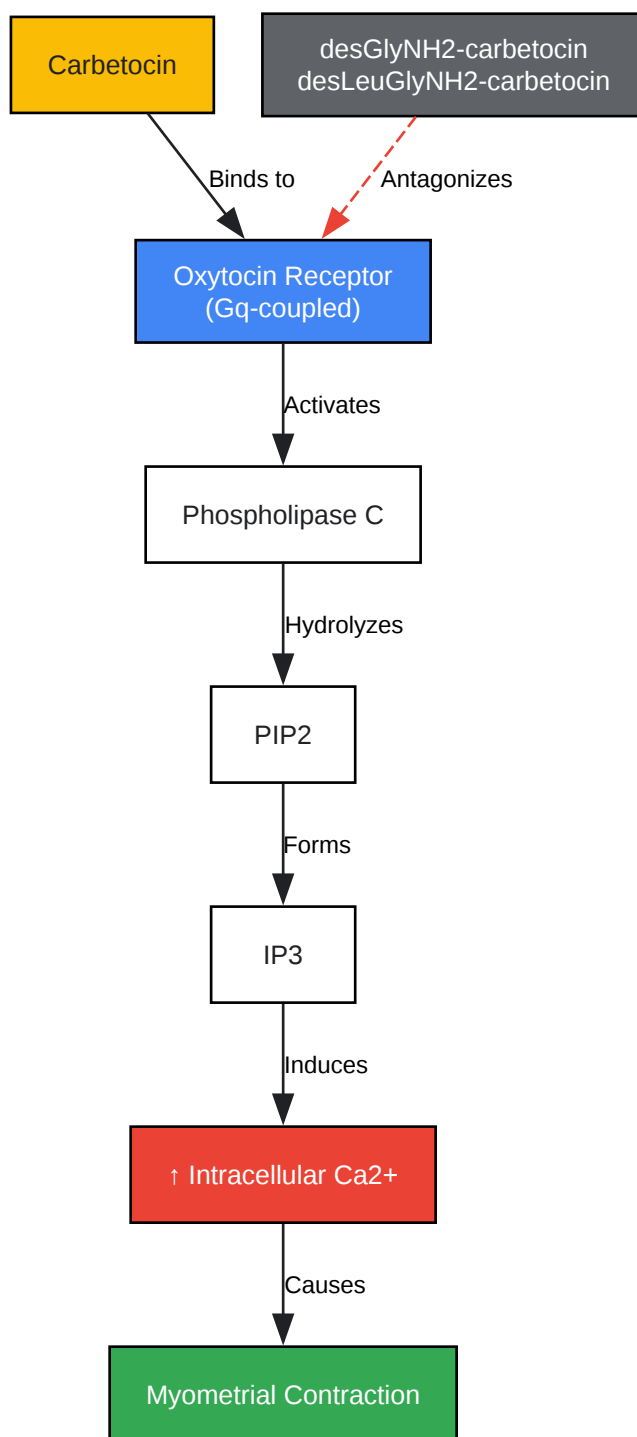 Carbetocin
desGlyNH2-carbetocin
desLeuGlyNH2-carbetocin
Binds to
Antagonizes
Oxytocin Receptor
(Gq-coupled)
Activates
Phospholipase C
Hydrolyzes
PIP2
Forms
IP3
Induces
↑ Intracellular Ca2+
Causes
Myometrial Contraction